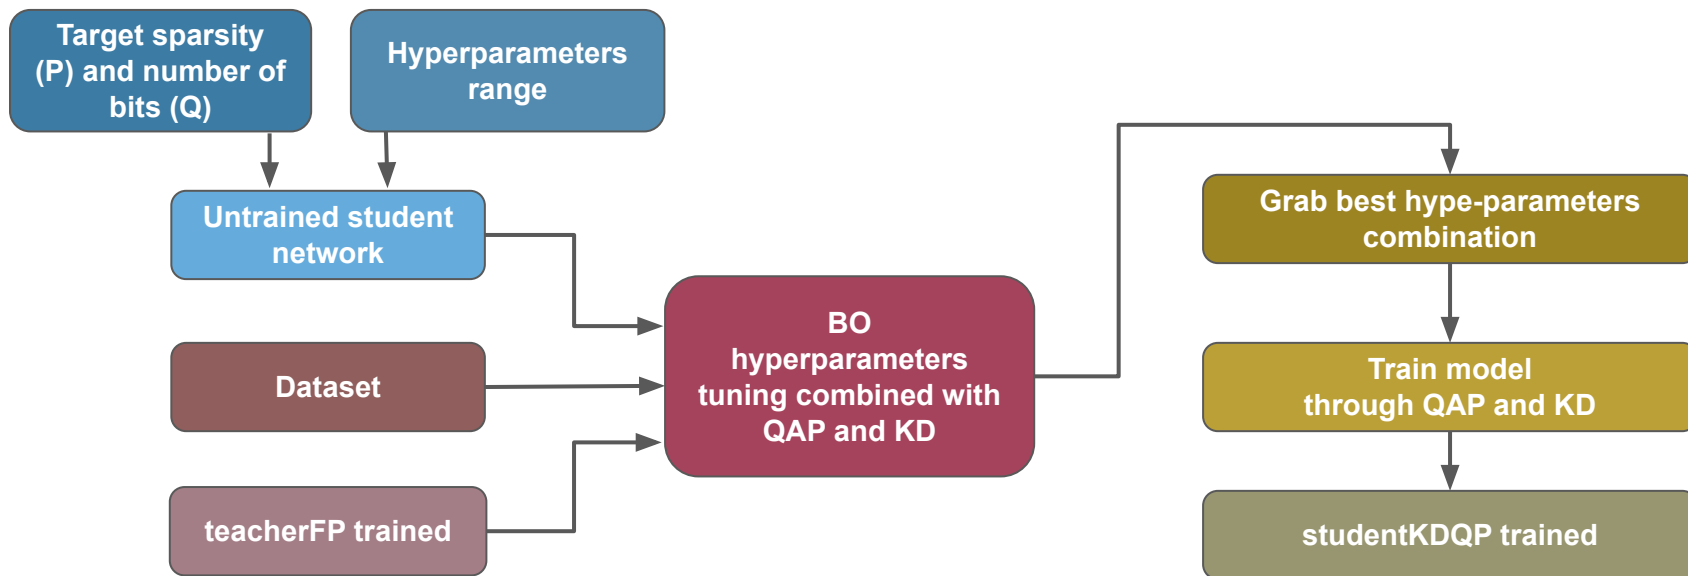 Target sparsity
(P) and number of
bits (Q)
Hyperparameters
range
Untrained student
network
Dataset
teacherFP trained
BO
hyperparameters
tuning combined with
QAP and KD
Grab best hype-parameters
combination
Train model
through QAP and KD
studentKDQP trained